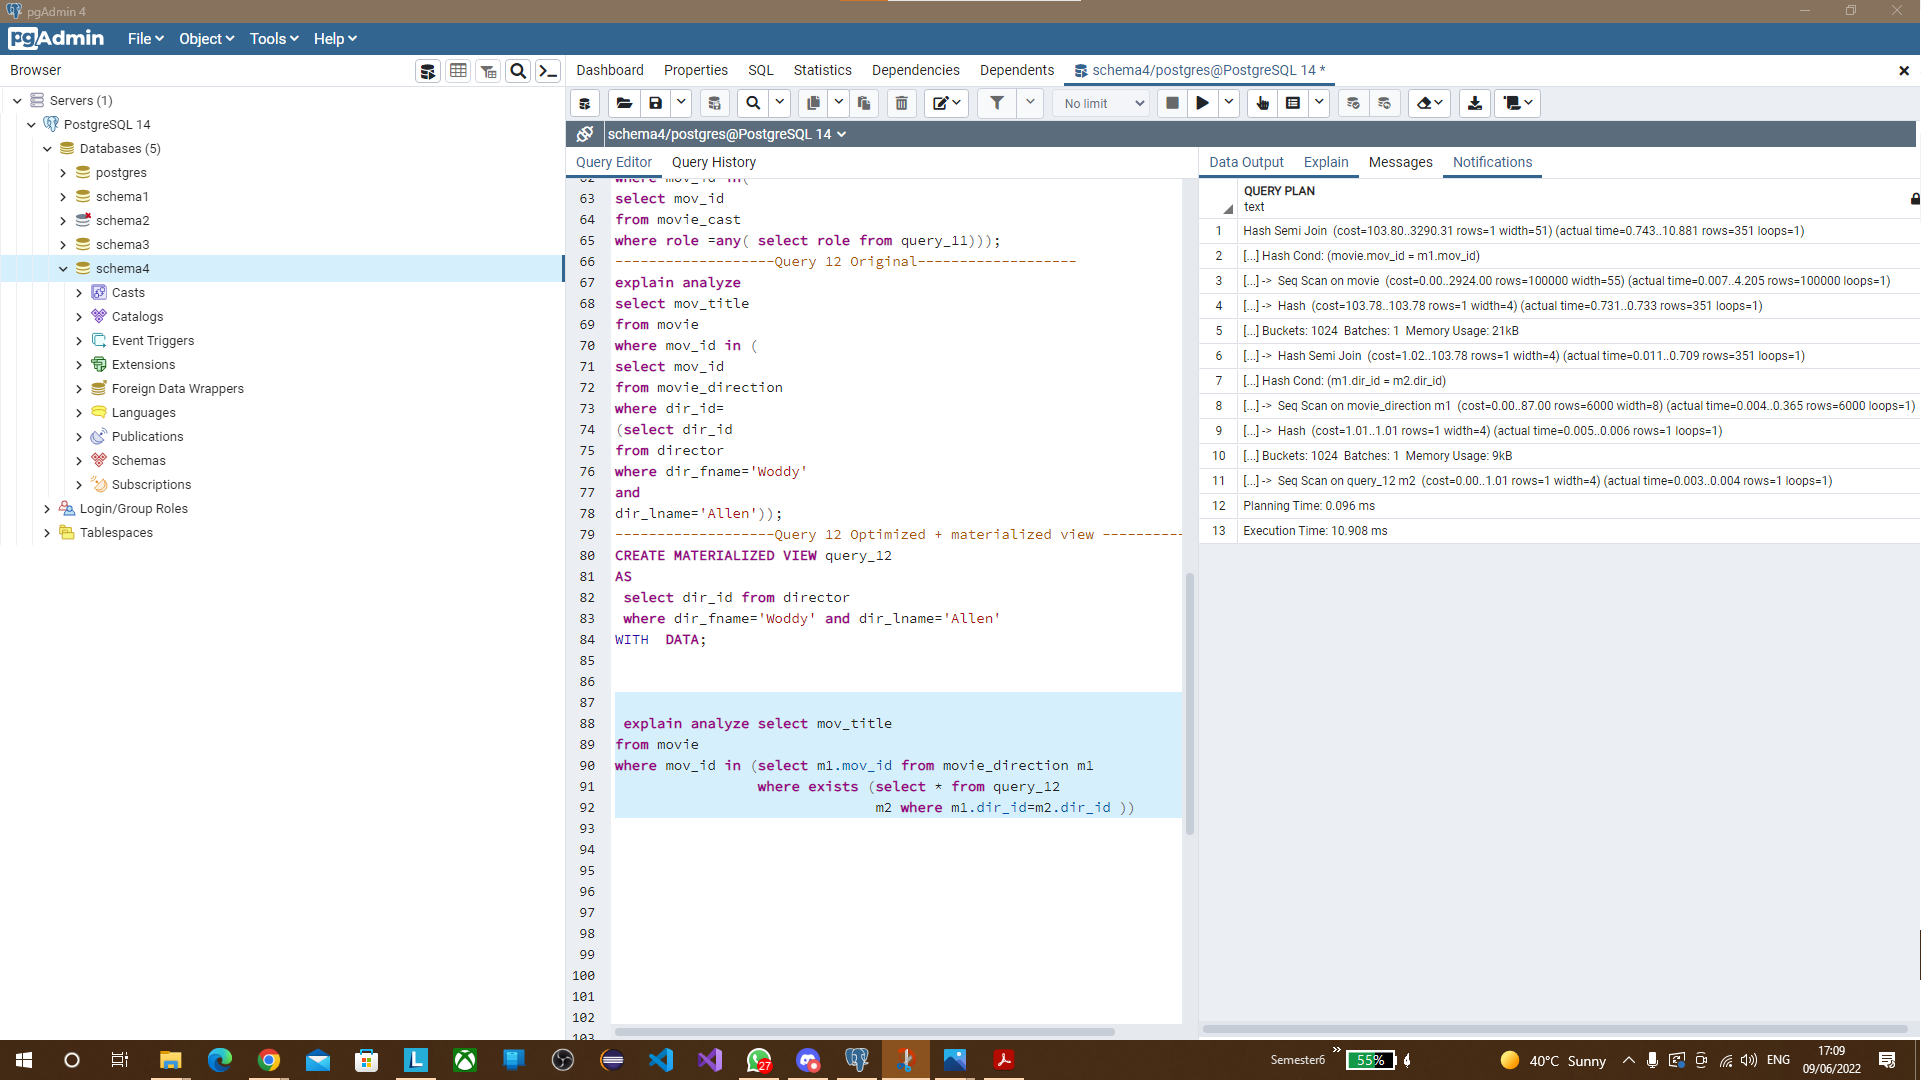 pgAdmin 4
pgAdmin File Object Tools Help
Browser
Dashboard Properties SQL Statistics Dependencies Dependents schema4/postgres@PostgreSQL 14 *
No limit
schema4/postgres@PostgreSQL 14
Query Editor Query History
Data Output Explain Messages Notifications
Servers (1)
PostgreSQL 14
Databases (5)
postgres
schema1
schema2
schema3
schema4
Casts
Catalogs
Event Triggers
Extensions
Foreign Data Wrappers
Languages
Publications
Schemas
Subscriptions
Login/Group Roles
Tablespaces
62 where mov_id in(
63 select mov_id
64 from movie_cast
65 where role =any( select role from query_11)));
66 -------------------Query 12 Original-------------------
67 explain analyze
68 select mov_title
69 from movie
70 where mov_id in (
71 select mov_id
72 from movie_direction
73 where dir_id=
74 (select dir_id
75 from director
76 where dir_fname='Woddy'
77 and
78 dir_lname='Allen'));
79 -------------------Query 12 Optimized + materialized view ----------
80 CREATE MATERIALIZED VIEW query_12
81 AS
82 select dir_id from director
83 where dir_fname='Woddy' and dir_lname='Allen'
84 WITH  DATA;
85
86
87
88 explain analyze select mov_title
89 from movie
90 where mov_id in (select m1.mov_id from movie_direction m1
91 where exists (select * from query_12
92 m2 where m1.dir_id=m2.dir_id ))
93
94
95
96
97
98
99
100
101
102
103
QUERY PLAN
text
1 Hash Semi Join (cost=103.80..3290.31 rows=1 width=51) (actual time=0.743..10.881 rows=351 loops=1)
2 [...] Hash Cond: (movie.mov_id = m1.mov_id)
3 [...] -> Seq Scan on movie (cost=0.00..2924.00 rows=100000 width=55) (actual time=0.007..4.205 rows=100000 loops=1)
4 [...] -> Hash (cost=103.78..103.78 rows=1 width=4) (actual time=0.731..0.733 rows=351 loops=1)
5 [...] Buckets: 1024 Batches: 1 Memory Usage: 21kB
6 [...] -> Hash Semi Join (cost=1.02..103.78 rows=1 width=4) (actual time=0.011..0.709 rows=351 loops=1)
7 [...] Hash Cond: (m1.dir_id = m2.dir_id)
8 [...] -> Seq Scan on movie_direction m1 (cost=0.00..87.00 rows=6000 width=8) (actual time=0.004..0.365 rows=6000 loops=1)
9 [...] -> Hash (cost=1.01..1.01 rows=1 width=4) (actual time=0.005..0.006 rows=1 loops=1)
10 [...] Buckets: 1024 Batches: 1 Memory Usage: 9kB
11 [...] -> Seq Scan on query_12 m2 (cost=0.00..1.01 rows=1 width=4) (actual time=0.003..0.004 rows=1 loops=1)
12 Planning Time: 0.096 ms
13 Execution Time: 10.908 ms
27
Semester6
55%
40°C Sunny
ENG
17:09
09/06/2022